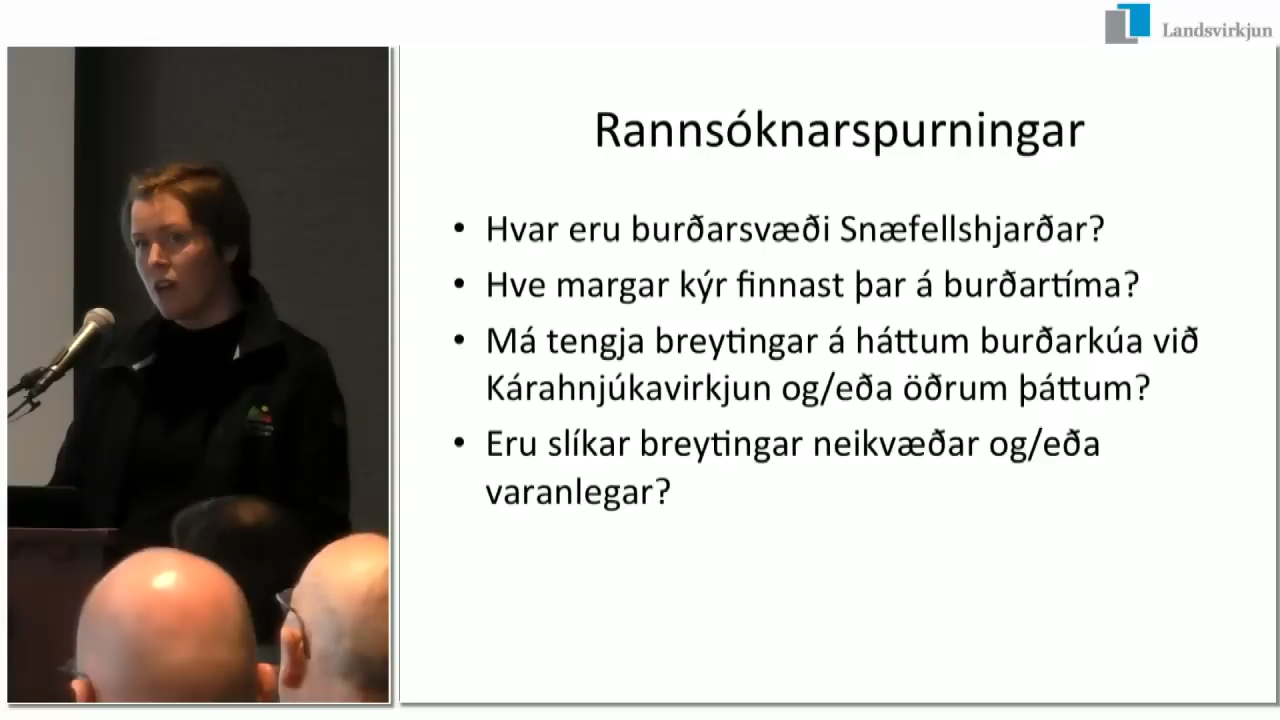 Landsvirkjun
Rannsóknarspurningar
• Hvar eru burðarsvæði Snæfellshjarðar?
• Hve margar kýr finnast þar á burðartíma?
• Má tengja breytingar á háttum burðarkúa við
Kárahnjúkavirkjun og/eða öðrum þáttum?
• Eru slíkar breytingar neikvæðar og/eða
varanlegar?